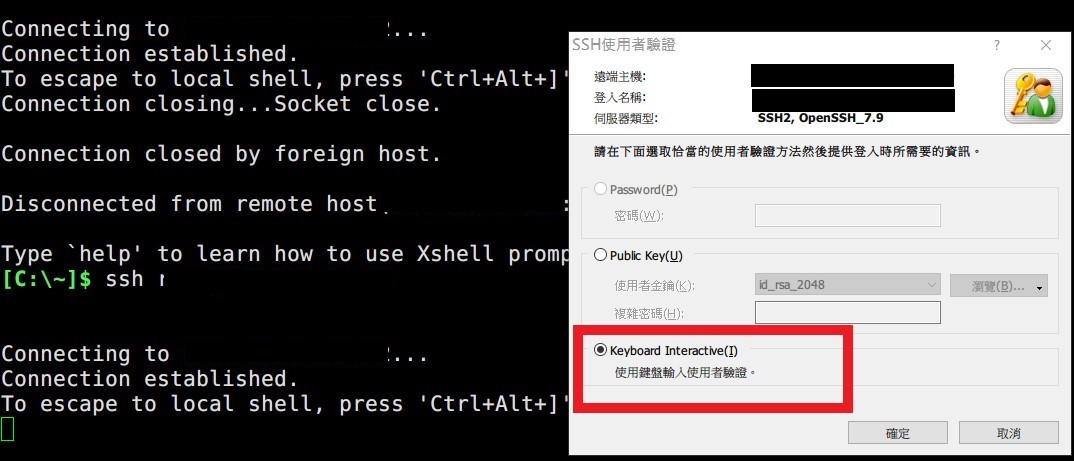 Connecting to ...
Connection established.
To escape to local shell, press 'Ctrl+Alt+]'
Connection closing...Socket close.
Connection closed by foreign host.
Disconnected from remote host :
Type `help' to learn how to use Xshell promp
[C:\~]$ ssh r
Connecting to ...
Connection established.
To escape to local shell, press 'Ctrl+Alt+]'
SSH使用者驗證
? ×
遠端主機:
登入名稱:
伺服器類型: SSH2, OpenSSH_7.9
請在下面選取恰當的使用者驗證方法然後提供登入時所需要的資訊。
Password(P)
密碼(W):
Public Key(U)
使用者金鑰(K): id_rsa_2048 瀏覽(B)...
複雜密碼(H):
Keyboard Interactive(I)
使用鍵盤輸入使用者驗證。
確定 取消